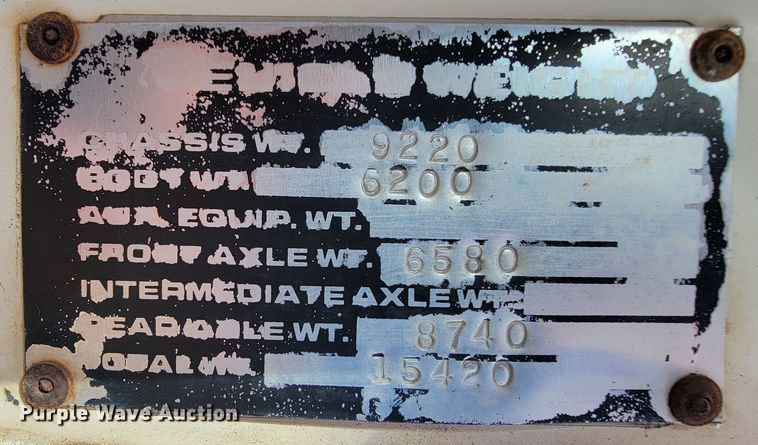 CHASSIS WT. 9220
BODY WT. 6200
AUX. EQUIP. WT.
FRONT AXLE WT. 6580
INTERMEDIATE AXLE WT.
REAR AXLE WT. 8740
TOTAL WT. 15420
Purple Wave Auction